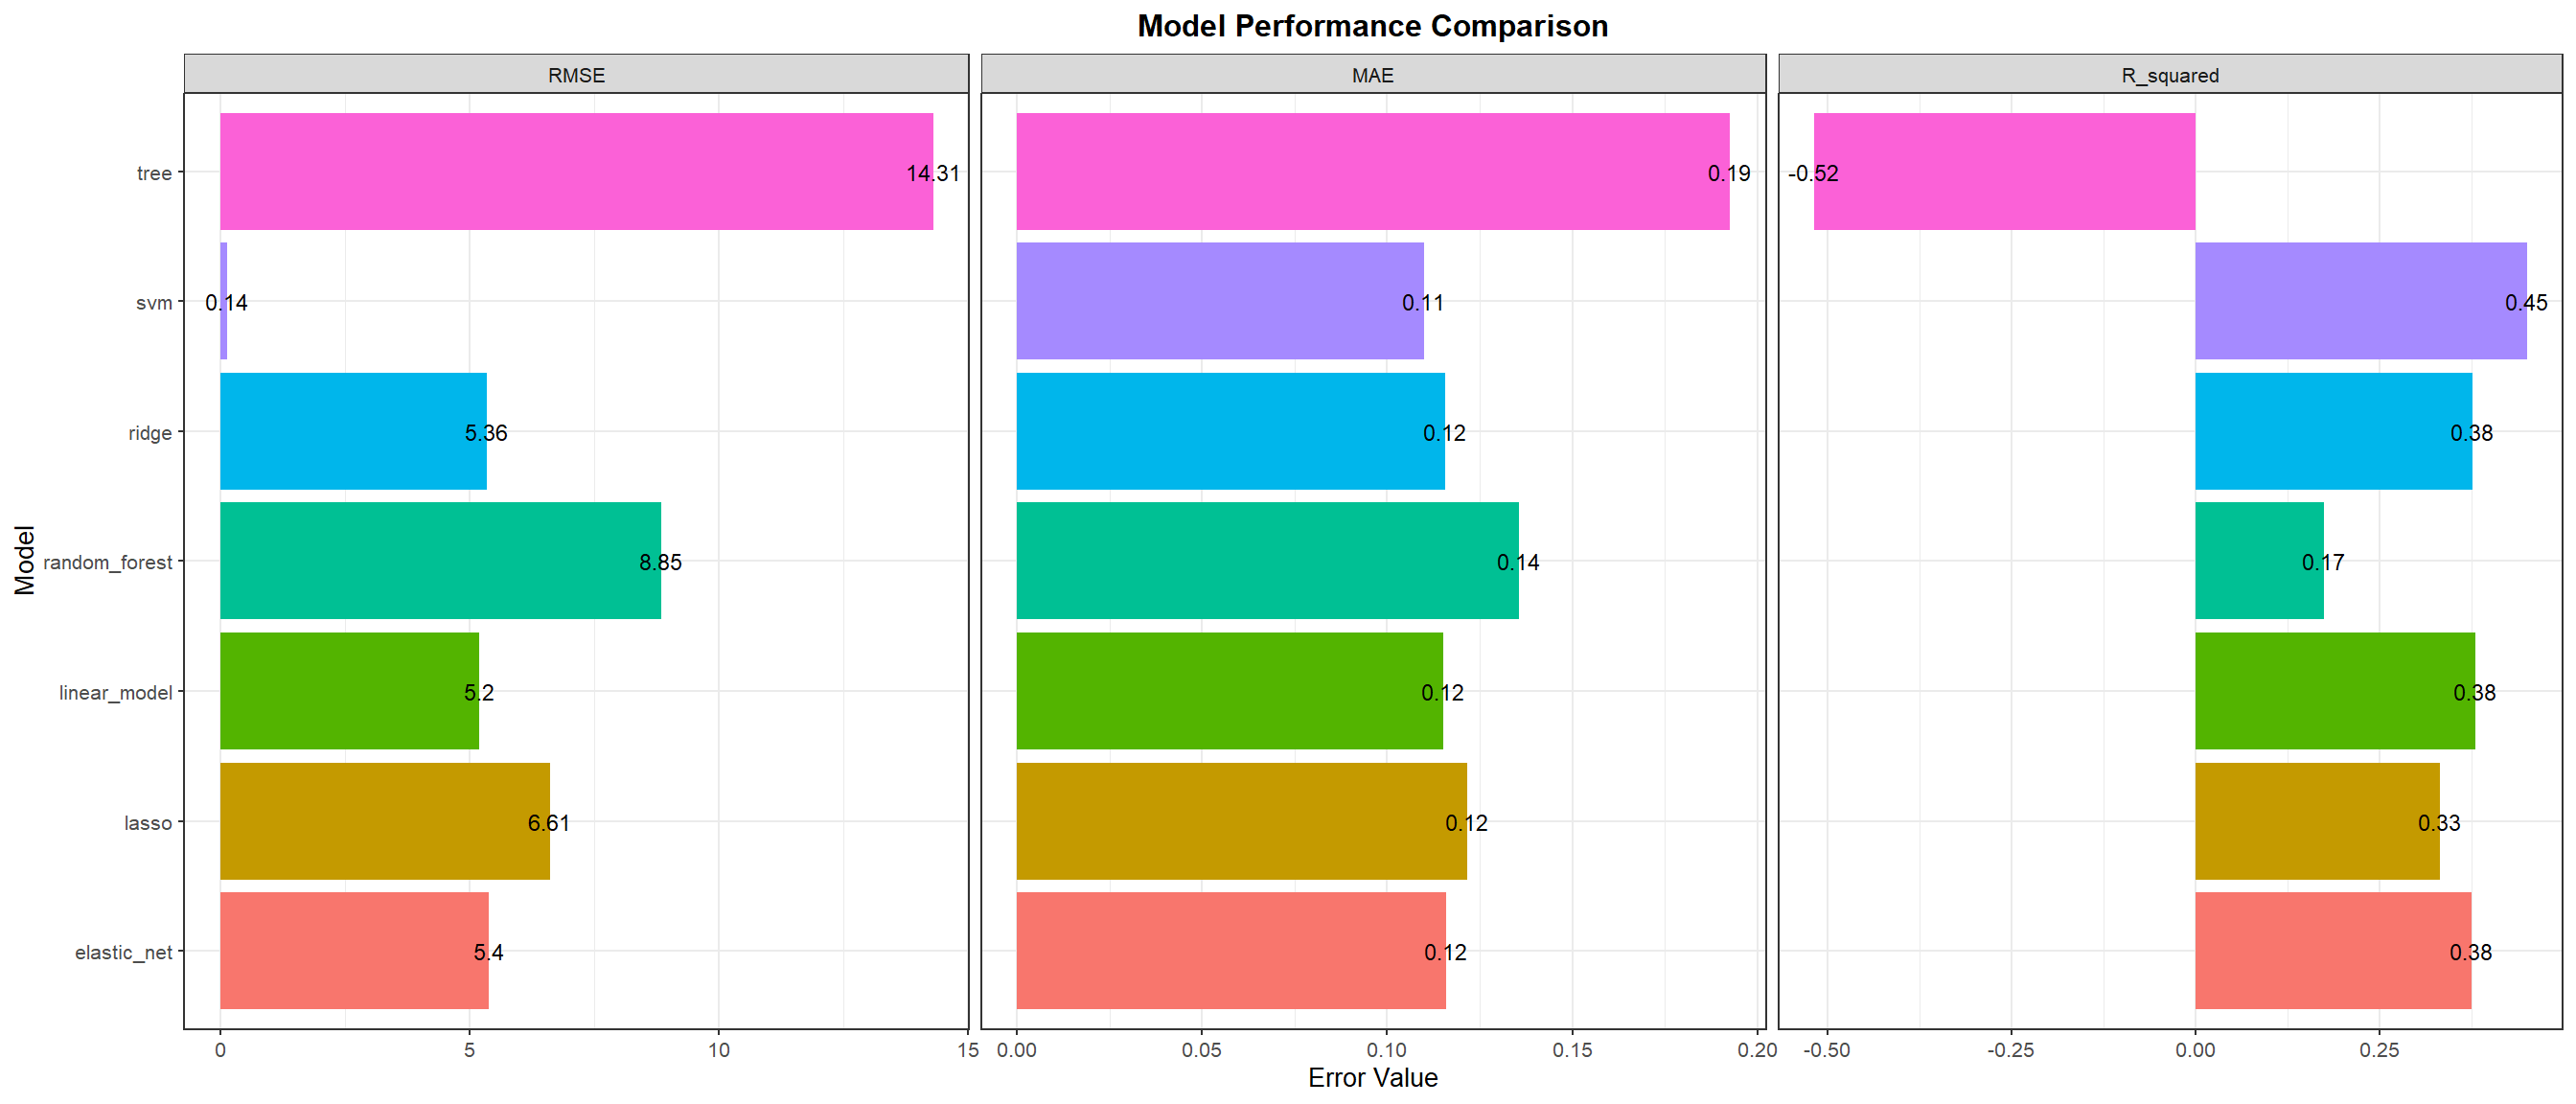 Model Performance Comparison
RMSE MAE R_squared
tree 14.31 0.19 -0.52
svm 0.14 0.11 0.45
ridge 5.36 0.12 0.38
random_forest 8.85 0.14 0.17
linear_model 5.2 0.12 0.38
lasso 6.61 0.12 0.33
elastic_net 5.4 0.12 0.38
Model
0 5 10 15 0.00 0.05 0.10 0.15 0.20 -0.50 -0.25 0.00 0.25
Error Value